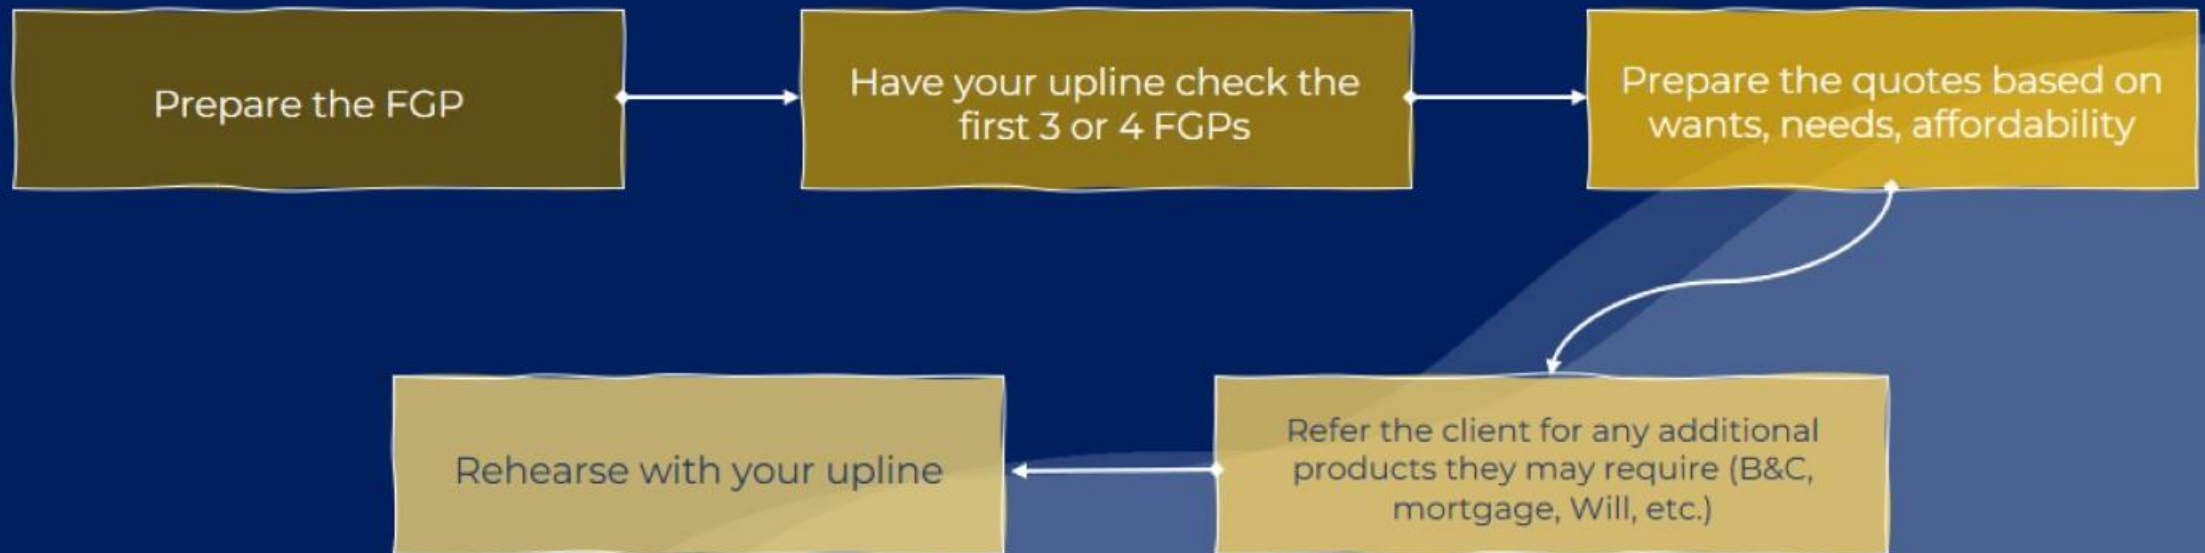 Prepare the FGP
Have your upline check the
first 3 or 4 FGPs
Prepare the quotes based on
wants, needs, affordability
Refer the client for any additional
products they may require (B&C,
mortgage, Will, etc.)
Rehearse with your upline